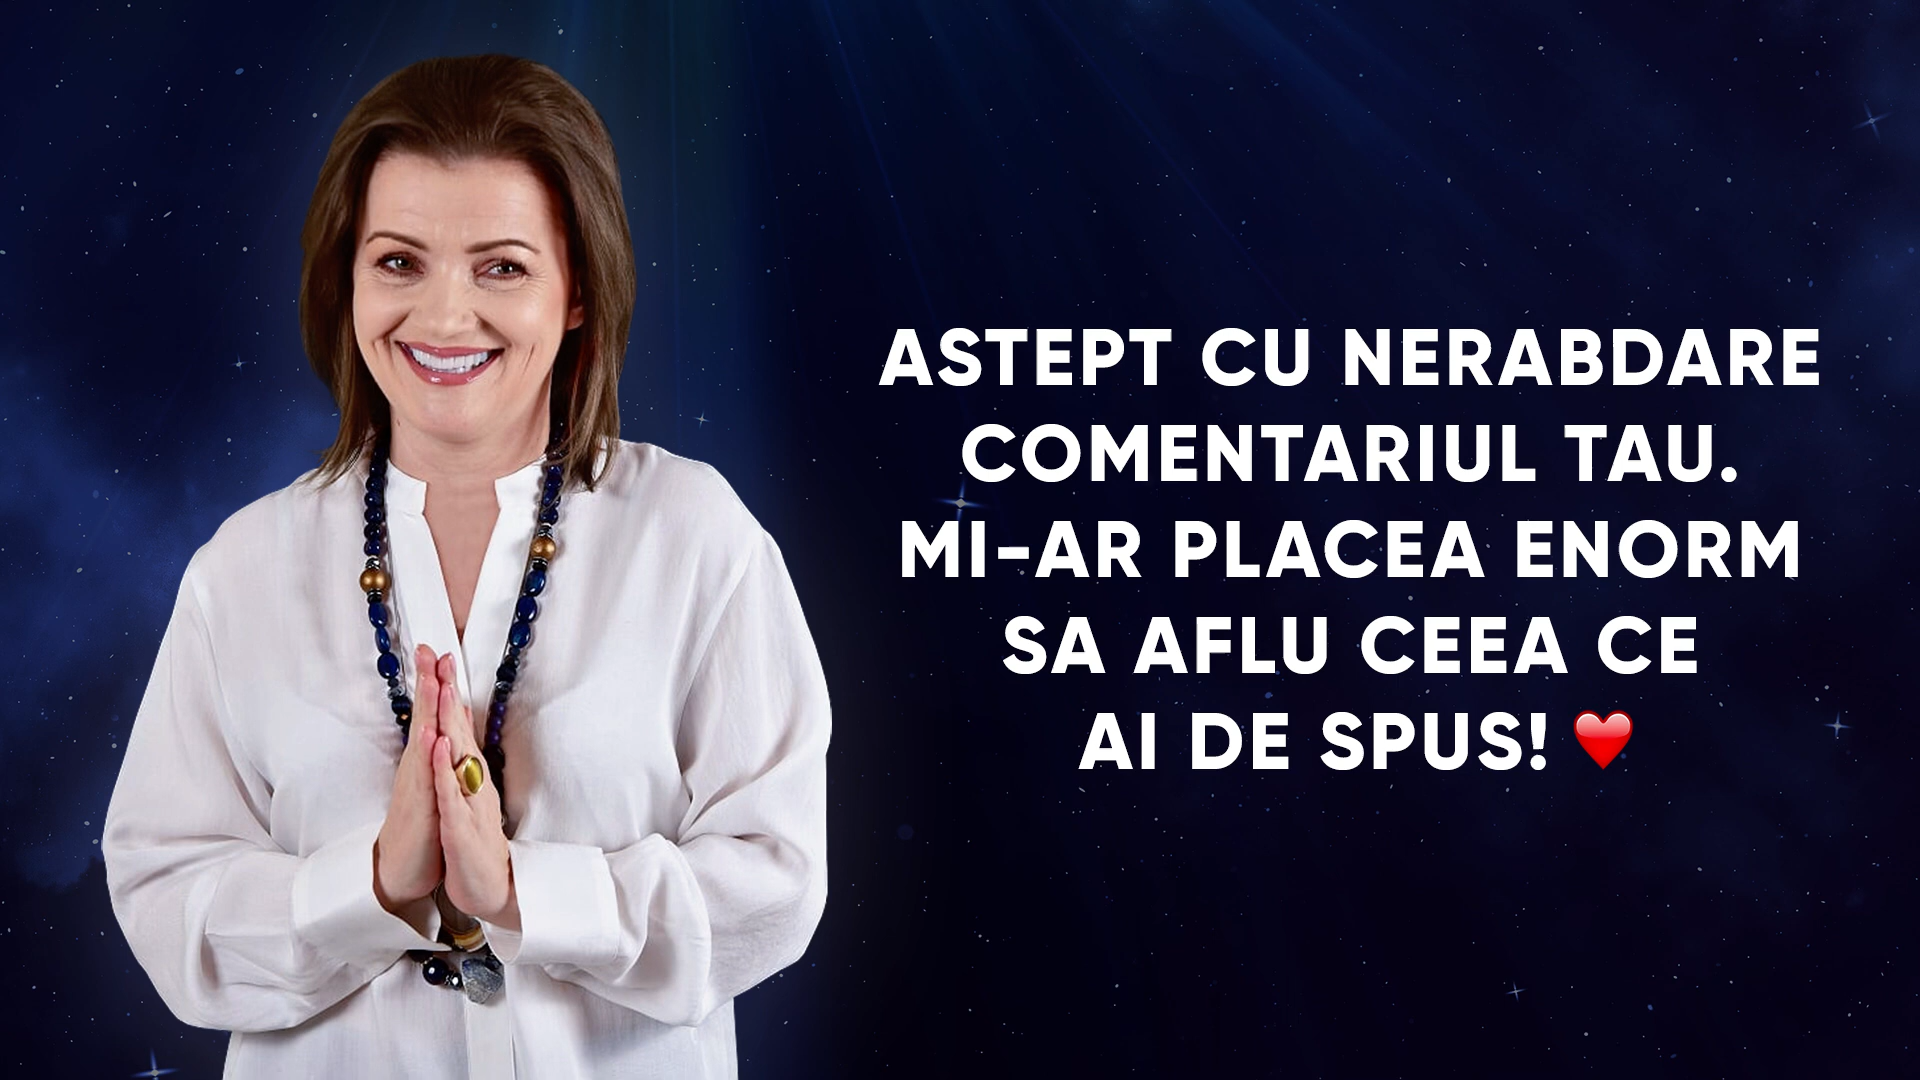 ASTEPT CU NERABDARE
COMENTARIUL TAU.
MI-AR PLACEA ENORM
SA AFLU CEEA CE
AI DE SPUS! ❤️